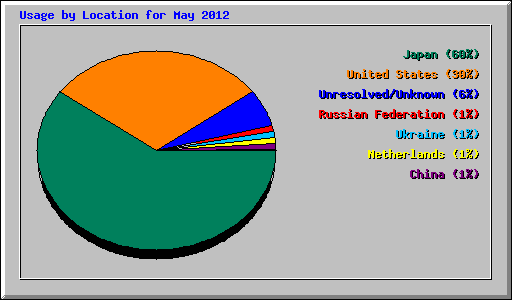 Usage by Location for May 2012
Japan (60%)
United States (30%)
Unresolved/Unknown (6%)
Russian Federation (1%)
Ukraine (1%)
Netherlands (1%)
China (1%)